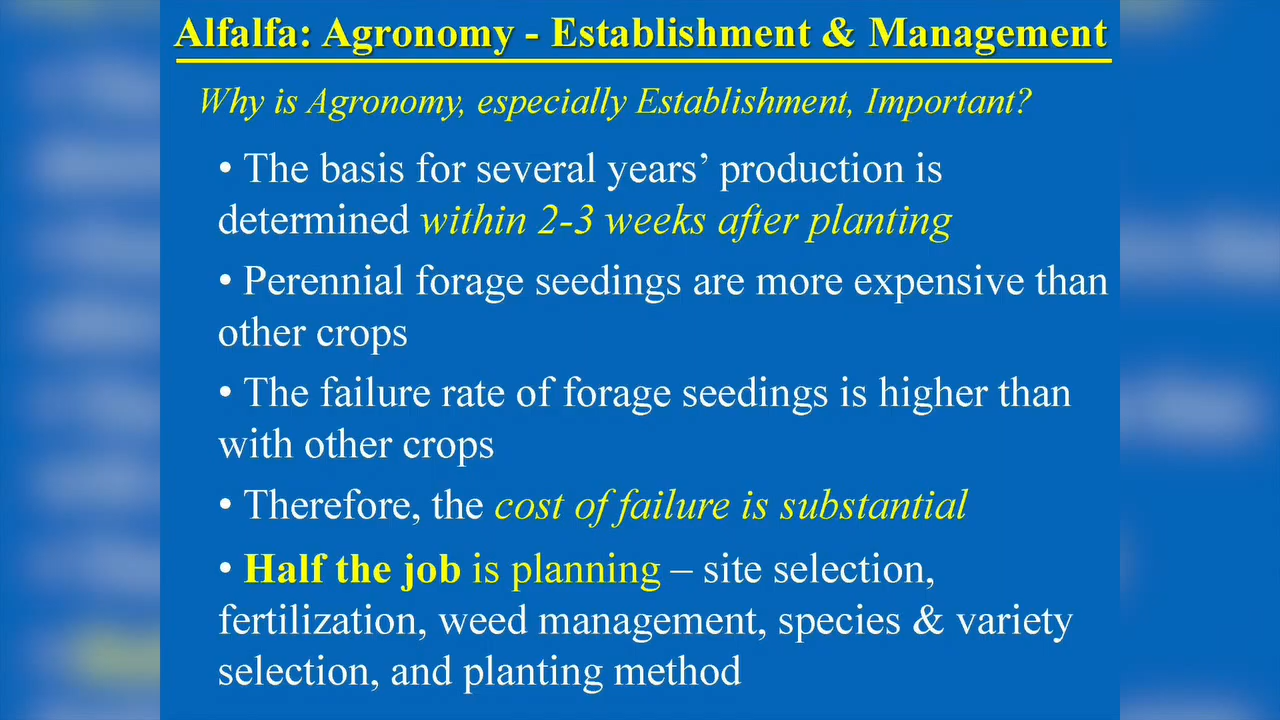 Alfalfa: Agronomy - Establishment & Management
Why is Agronomy, especially Establishment, Important?
• The basis for several years’ production is
determined within 2-3 weeks after planting
• Perennial forage seedings are more expensive than
other crops
• The failure rate of forage seedings is higher than
with other crops
• Therefore, the cost of failure is substantial
• Half the job is planning – site selection,
fertilization, weed management, species & variety
selection, and planting method